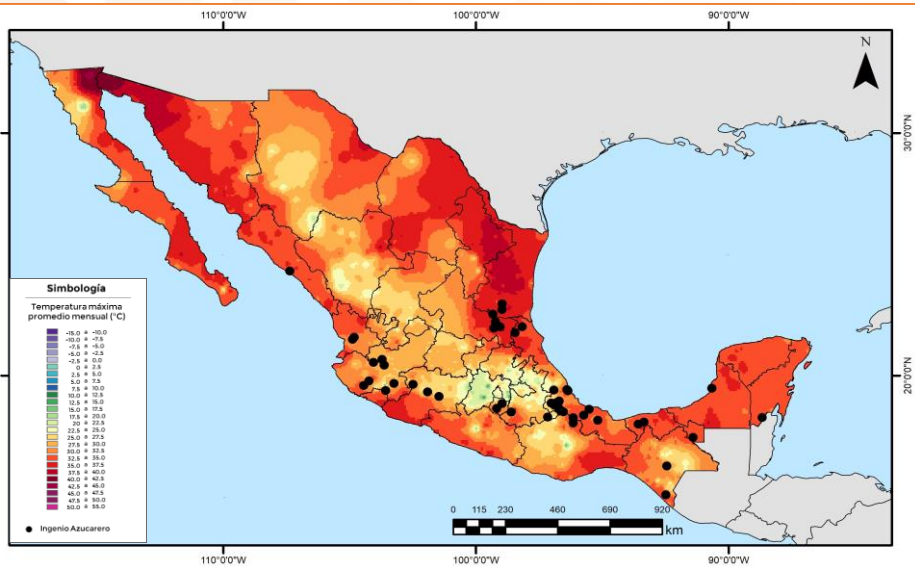 110°0'0"W 100°0'0"W 90°0'0"W
N
30°0'0"N
20°0'0"N
Simbología
Temperatura máxima
promedio mensual (°C)
-15.0 a -10.0
-10.0 a -7.5
-7.5 a -5.0
-5.0 a -2.5
-2.5 a 0.0
0 a 2.5
2.5 a 5.0
5.0 a 7.5
7.5 a 10.0
10.0 a 12.5
12.5 a 15.0
15.0 a 17.5
17.5 a 20.0
20 a 22.5
22.5 a 25.0
25.0 a 27.5
27.5 a 30.0
30.0 a 32.5
32.5 a 35.0
35.0 a 37.5
37.5 a 40.0
40.0 a 42.5
42.5 a 45.0
45.0 a 47.5
47.5 a 50.0
50.0 a 55.0
Ingenio Azucarero
0 115 230 460 690 920
km
110°0'0"W 100°0'0"W 90°0'0"W